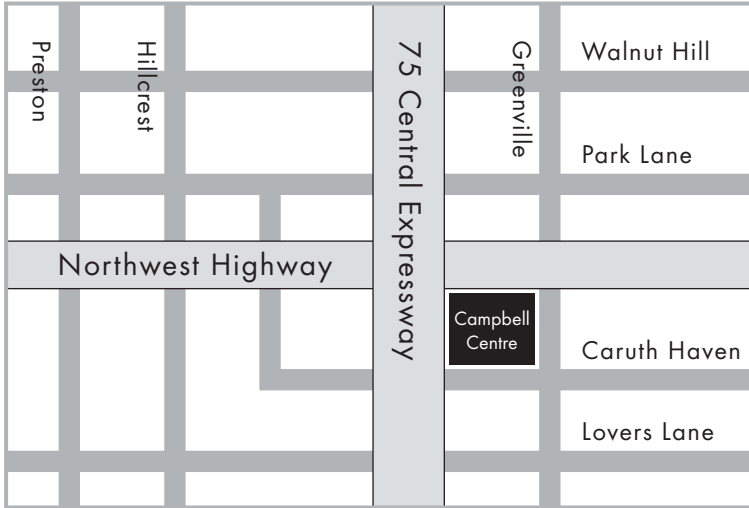 Preston
Hillcrest
75 Central Expressway
Greenville
Walnut Hill
Park Lane
Northwest Highway
Campbell
Centre
Caruth Haven
Lovers Lane